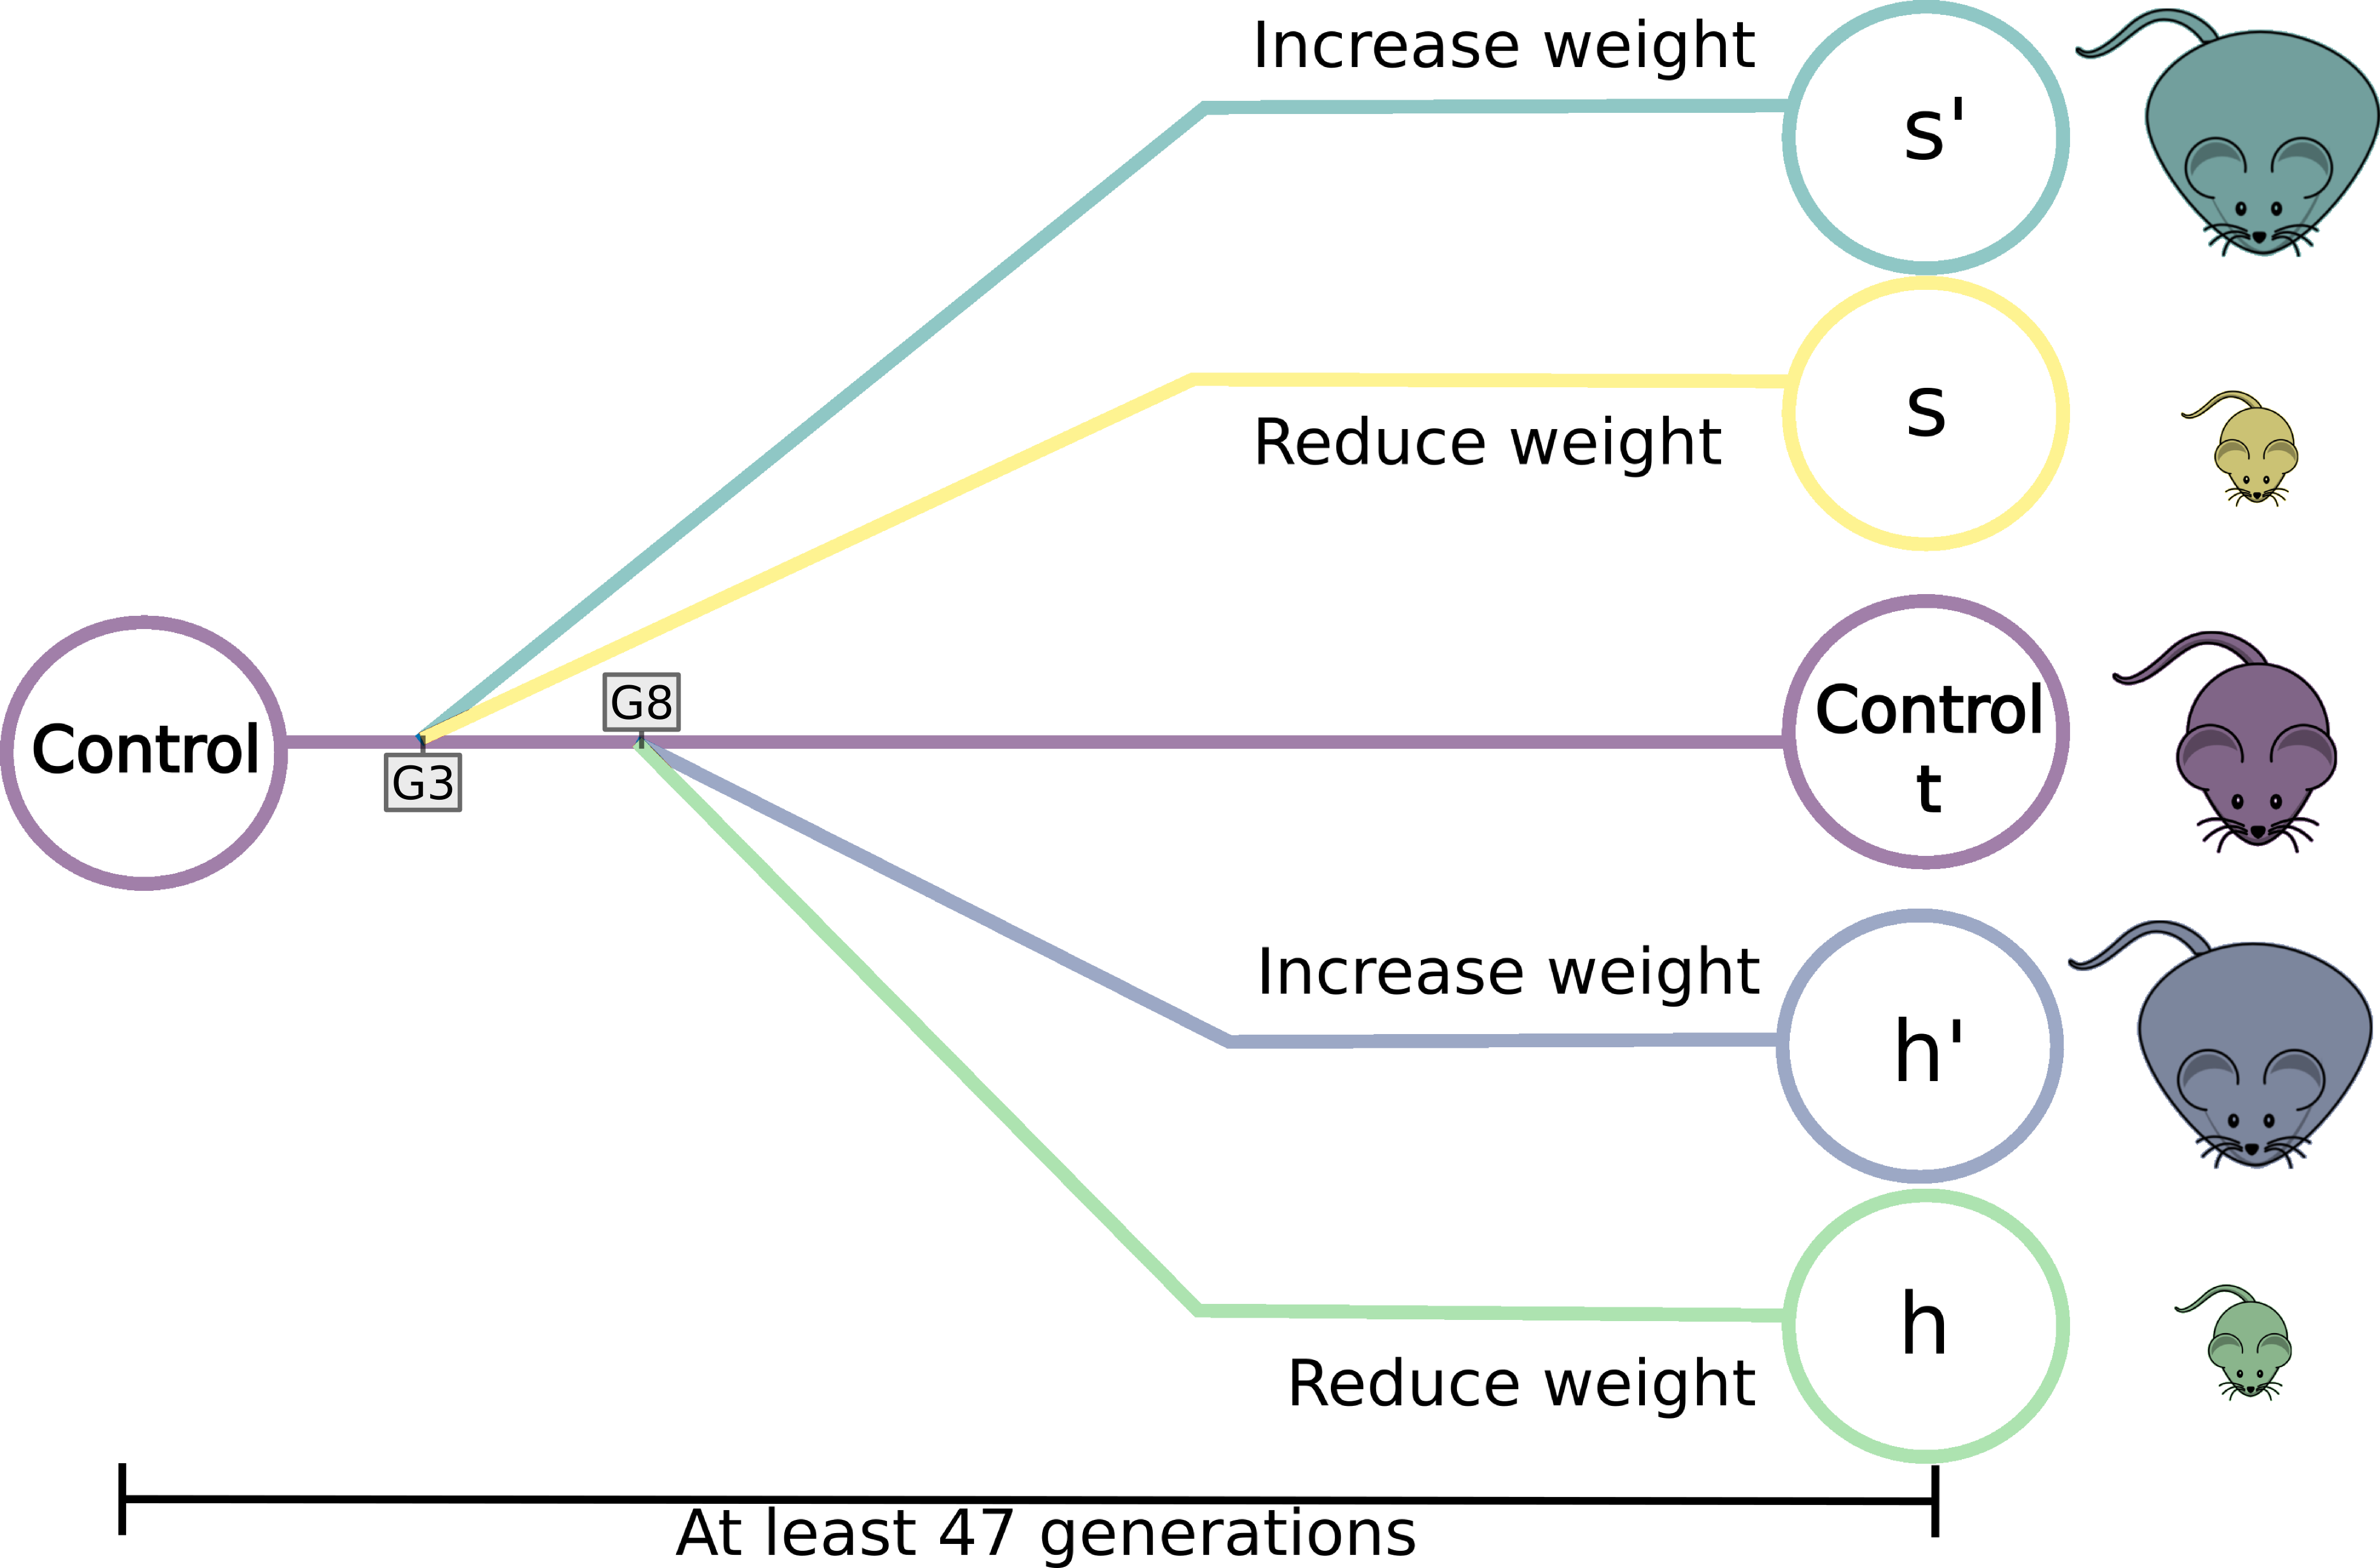 Increase weight
s'
s
Reduce weight
G8
Control
t
Control
G3
Increase weight
h'
h
Reduce weight
At least 47 generations